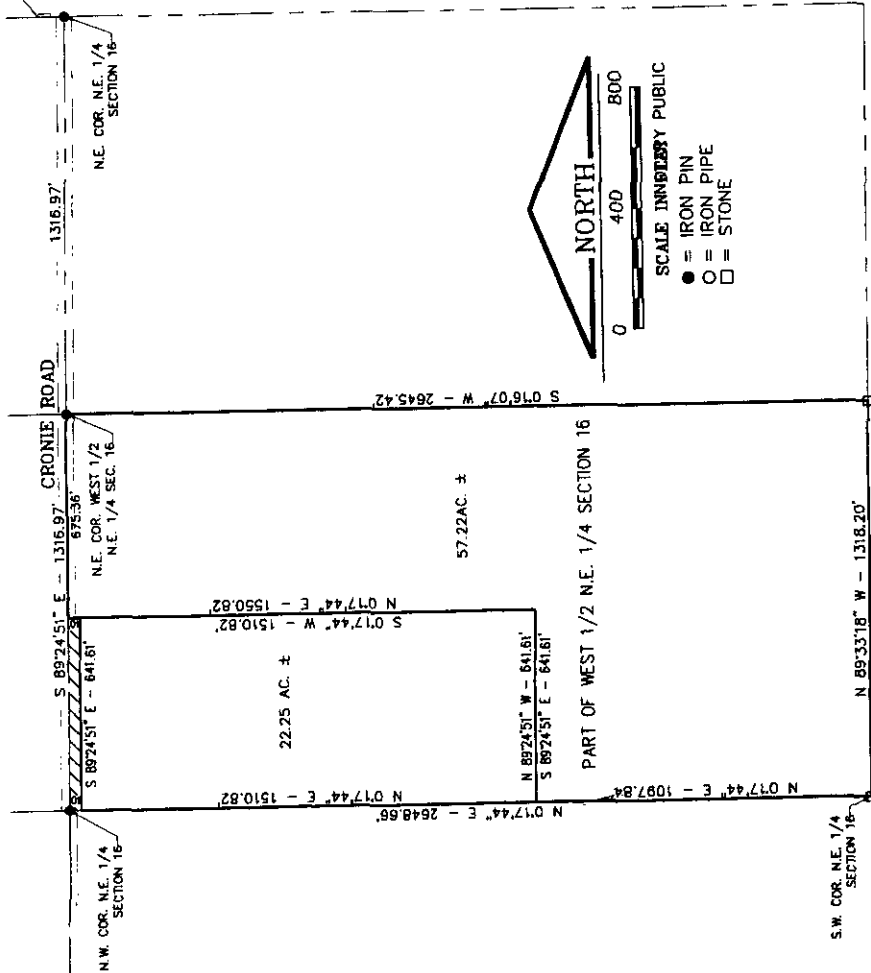 1316.97'
N.E. COR. N.E. 1/4
SECTION 16
CRONIE ROAD
S 89°24'51" E - 1316.97'
675.36'
N.E. COR. WEST 1/2
N.E. 1/4 SEC. 16
N.W. COR. N.E. 1/4
SECTION 16
S 89°24'51" E - 641.61'
22.25 AC. ±
N 0°17'44" E - 1510.82'
S 0°17'44" W - 1510.82'
N 0°17'44" E - 1550.82'
N 0°17'44" E - 2648.66'
57.22AC. ±
S 0°16'07" W - 2645.42'
N 89°24'51" W - 641.61'
S 89°24'51" E - 641.61'
PART OF WEST 1/2 N.E. 1/4 SECTION 16
N 0°17'44" E - 1097.84'
N 89°33'18" W - 1318.20'
S.W. COR. N.E. 1/4
SECTION 16
NORTH
0 400 800
SCALE PUBLIC
● = IRON PIN
○ = IRON PIPE
□ = STONE